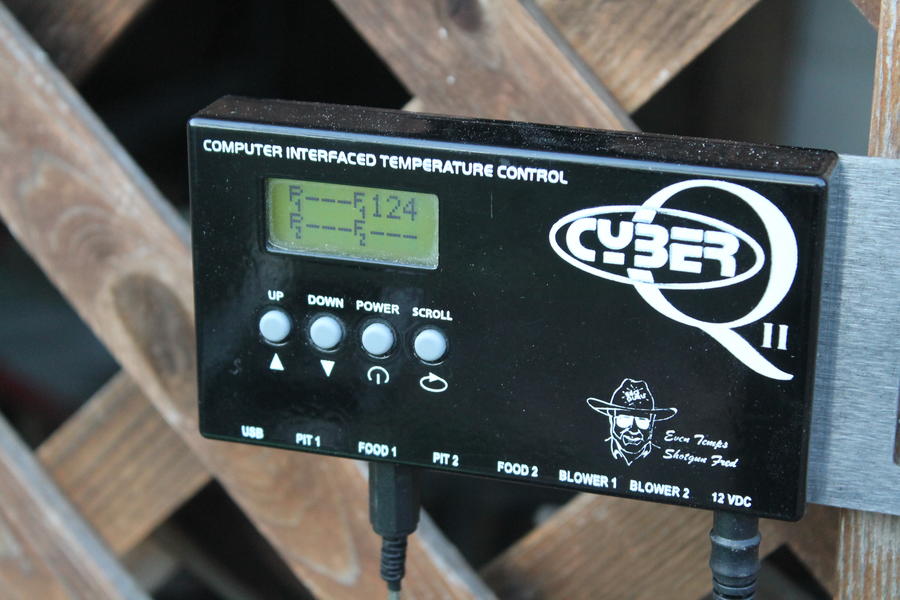 COMPUTER INTERFACED TEMPERATURE CONTROL
P1---F1124
P2---F2---
CYBER
Q
II
UP DOWN POWER SCROLL
Even Temps
Shotgun Fred
USB PIT 1 FOOD 1 PIT 2 FOOD 2 BLOWER 1 BLOWER 2 12 VDC